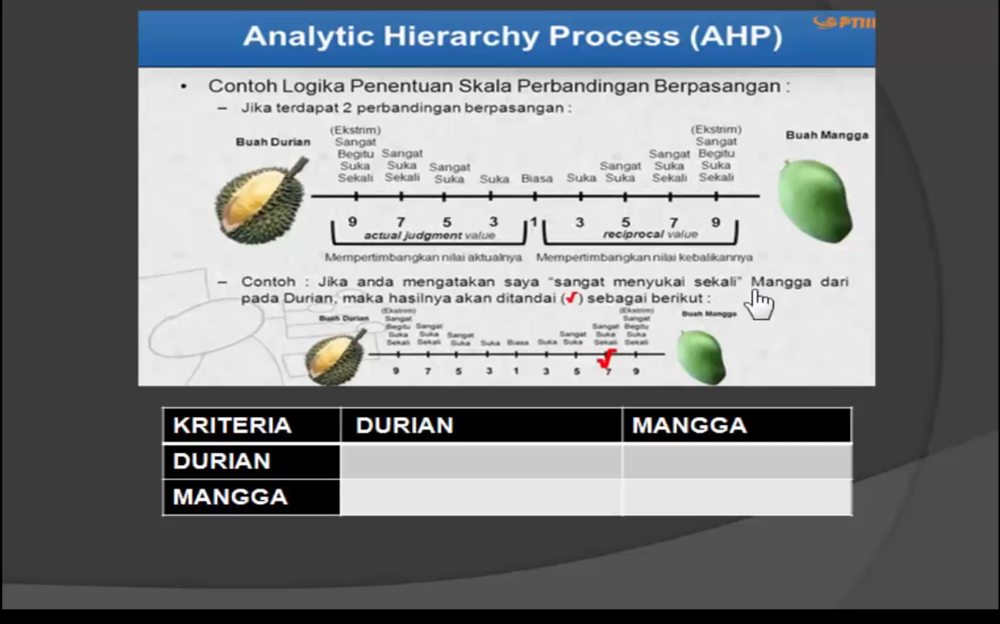 Analytic Hierarchy Process (AHP)
• Contoh Logika Penentuan Skala Perbandingan Berpasangan :
– Jika terdapat 2 perbandingan berpasangan :
Buah Durian
(Ekstrim) Sangat Begitu Suka Sekali
Sangat Suka Sekali
Sangat Suka
Suka
Biasa
Suka
Sangat Suka
Sangat Suka Sekali
(Ekstrim) Sangat Begitu Suka Sekali
Buah Mangga
9 7 5 3 1 3 5 7 9
actual judgment value
reciprocal value
Mempertimbangkan nilai aktualnya
Mempertimbangkan nilai kebalikannya
– Contoh : Jika anda mengatakan saya "sangat menyukai sekali" Mangga dari
pada Durian, maka hasilnya akan ditandai (√) sebagai berikut :
Buah Durian
(Ekstrim) Sangat Begitu Suka Sekali
Sangat Suka Sekali
Sangat Suka
Suka
Biasa
Suka
Sangat Suka
Sangat Suka Sekali
(Ekstrim) Sangat Begitu Suka Sekali
Buah Mangga
√
9 7 5 3 1 3 5 7 9
KRITERIA DURIAN MANGGA
DURIAN
MANGGA